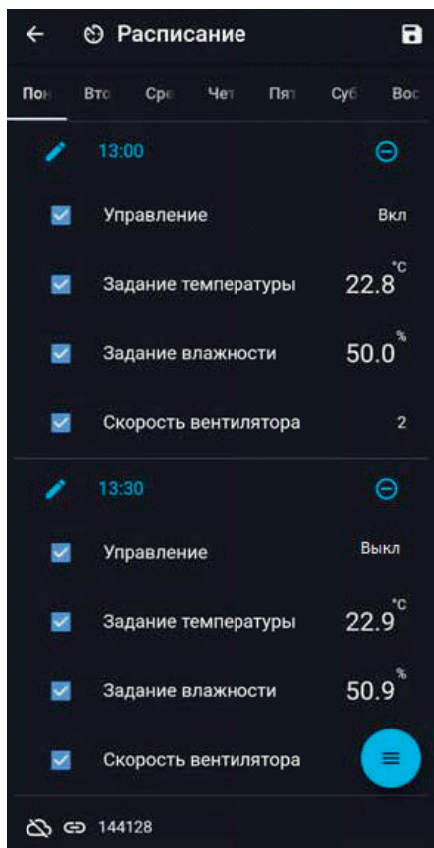 Расписание
Пон Вто Сре Чет Пят Суб Вос
13:00
Управление Вкл
Задание температуры 22.8 °C
Задание влажности 50.0 %
Скорость вентилятора 2
13:30
Управление Выкл
Задание температуры 22.9 °C
Задание влажности 50.9 %
Скорость вентилятора
144128